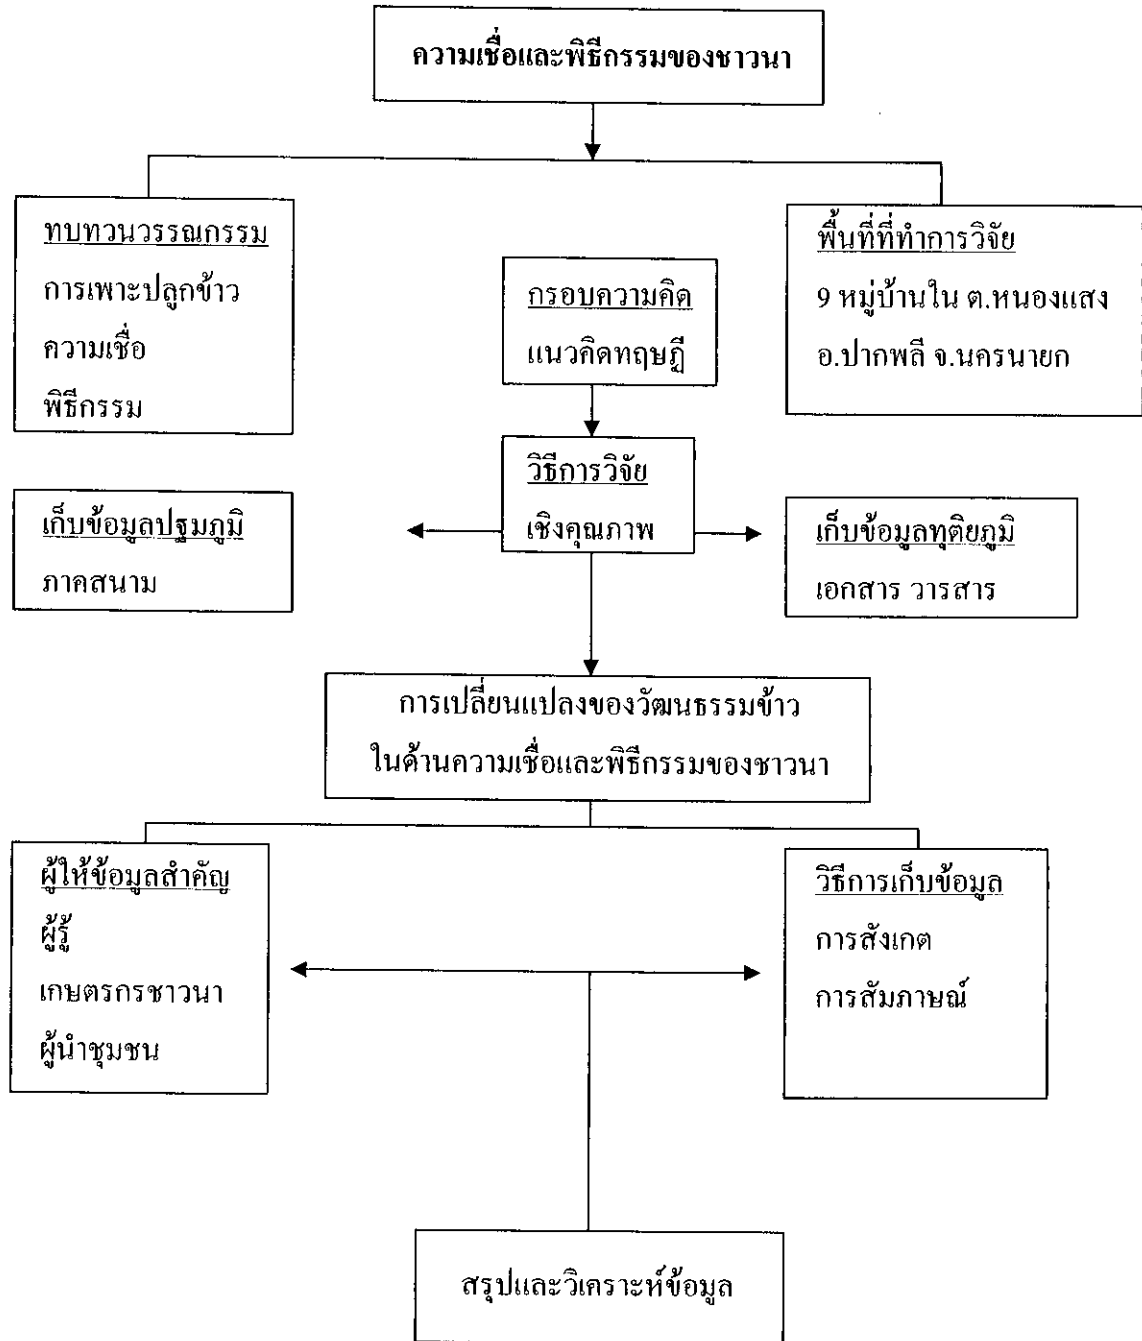 ความเชื่อและพิธีกรรมของชาวนา
ทบทวนวรรณกรรม
การเพาะปลูกข้าว
ความเชื่อ
พิธีกรรม
กรอบความคิด
แนวคิดทฤษฎี
พื้นที่ที่ทำการวิจัย
9 หมู่บ้านใน ต.หนองแสง
อ.ปากพลี จ.นครนายก
วิธีการวิจัย
เชิงคุณภาพ
เก็บข้อมูลปฐมภูมิ
ภาคสนาม
เก็บข้อมูลทุติยภูมิ
เอกสาร วารสาร
การเปลี่ยนแปลงของวัฒนธรรมข้าว
ในด้านความเชื่อและพิธีกรรมของชาวนา
ผู้ให้ข้อมูลสำคัญ
ผู้รู้
เกษตรกรชาวนา
ผู้นำชุมชน
วิธีการเก็บข้อมูล
การสังเกต
การสัมภาษณ์
สรุปและวิเคราะห์ข้อมูล